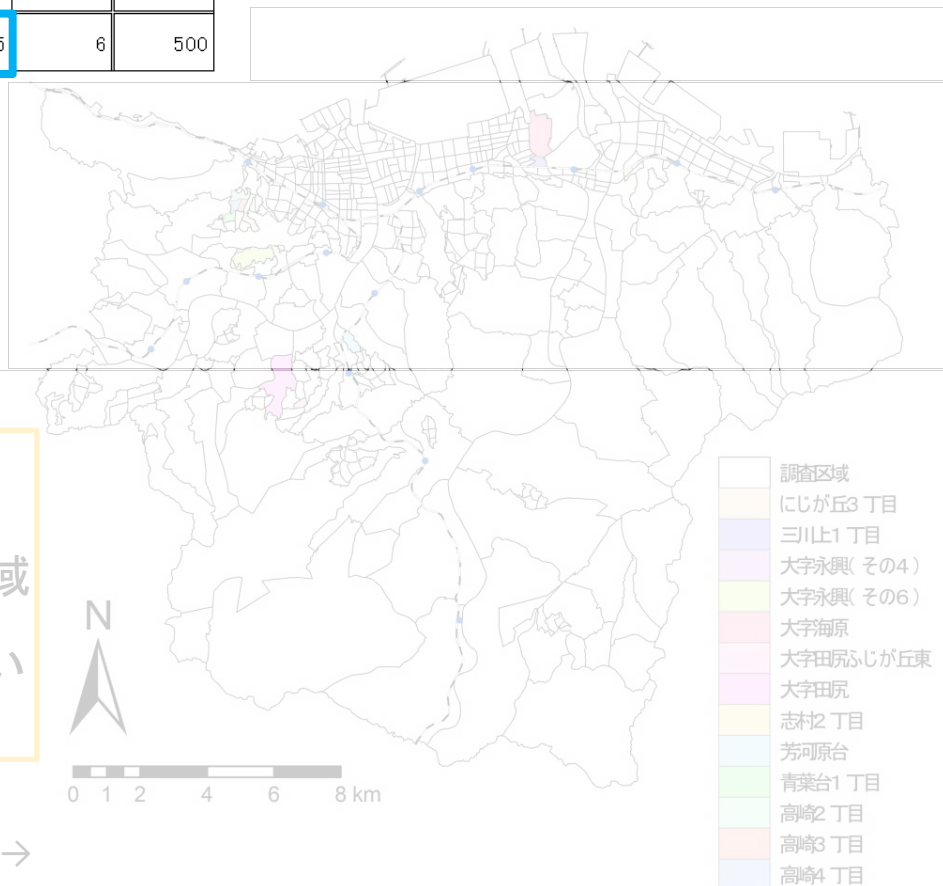 5 6 500
域
い
→
N
0 1 2 4 6 8 km
調査区域
にじが丘3 丁目
三川上1 丁目
大字永興( その4 )
大字永興( その6 )
大字海原
大字田尻ふじが丘東
大字田尻
志村2 丁目
芳河原台
青葉台1 丁目
高崎2 丁目
高崎3 丁目
高崎4 丁目